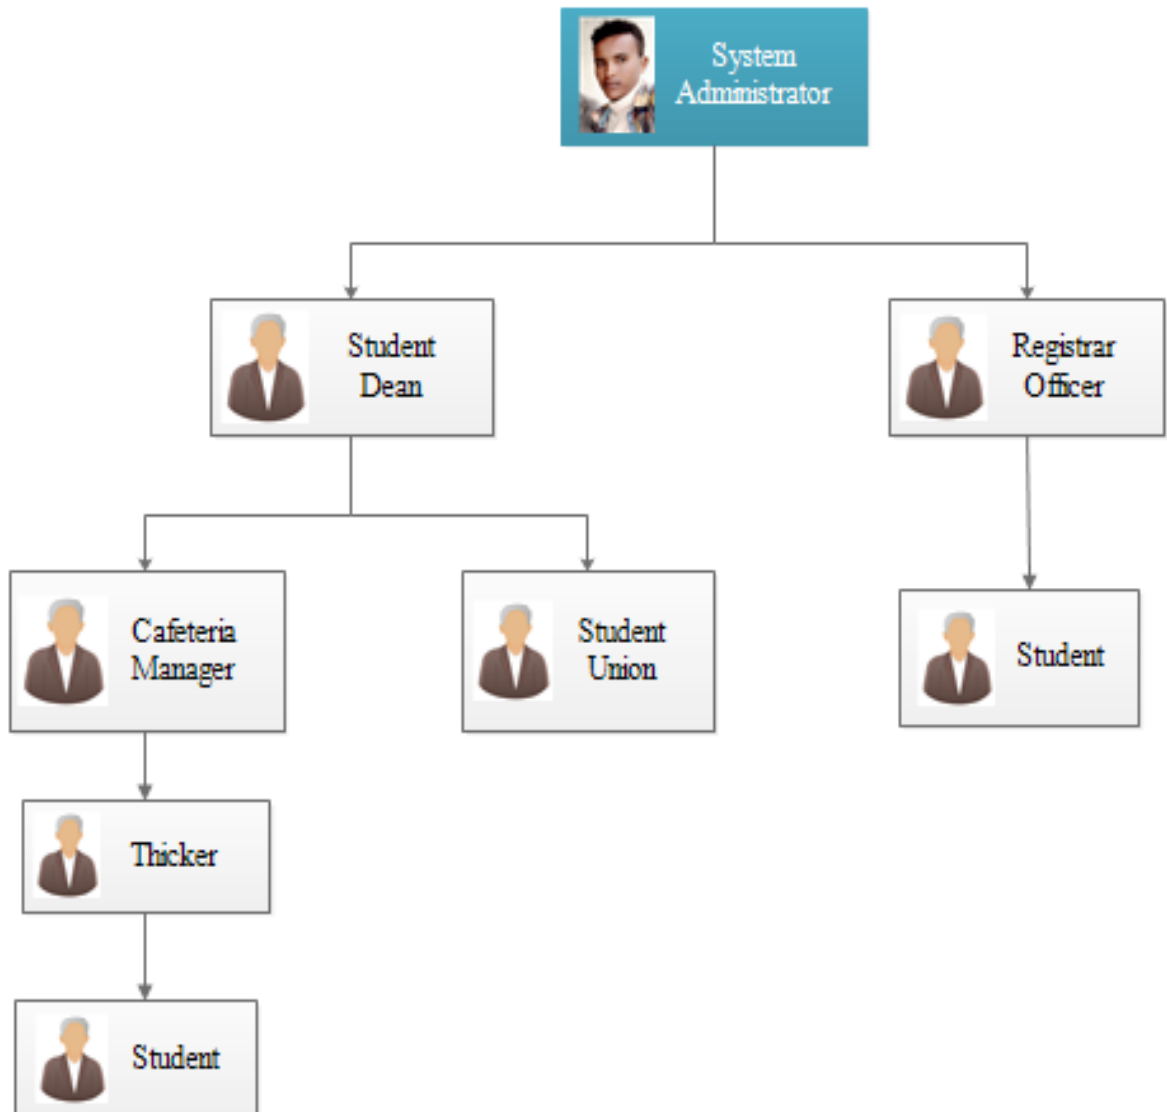 System
Administrator
Student
Dean
Registrar
Officer
Cafeteria
Manager
Student
Union
Student
Thicker
Student